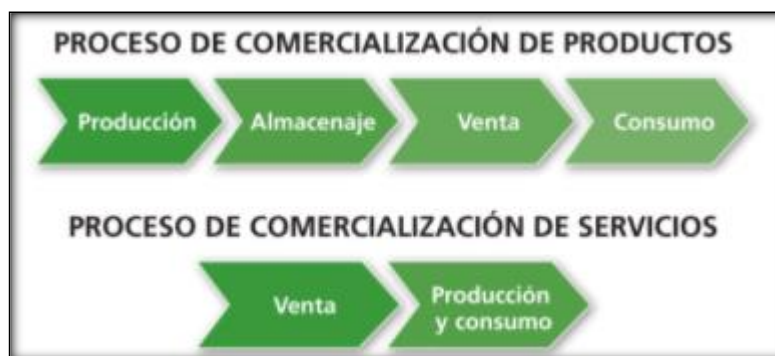 PROCESO DE COMERCIALIZACIÓN DE PRODUCTOS
Producción
Almacenaje
Venta
Consumo
PROCESO DE COMERCIALIZACIÓN DE SERVICIOS
Venta
Producción
y consumo